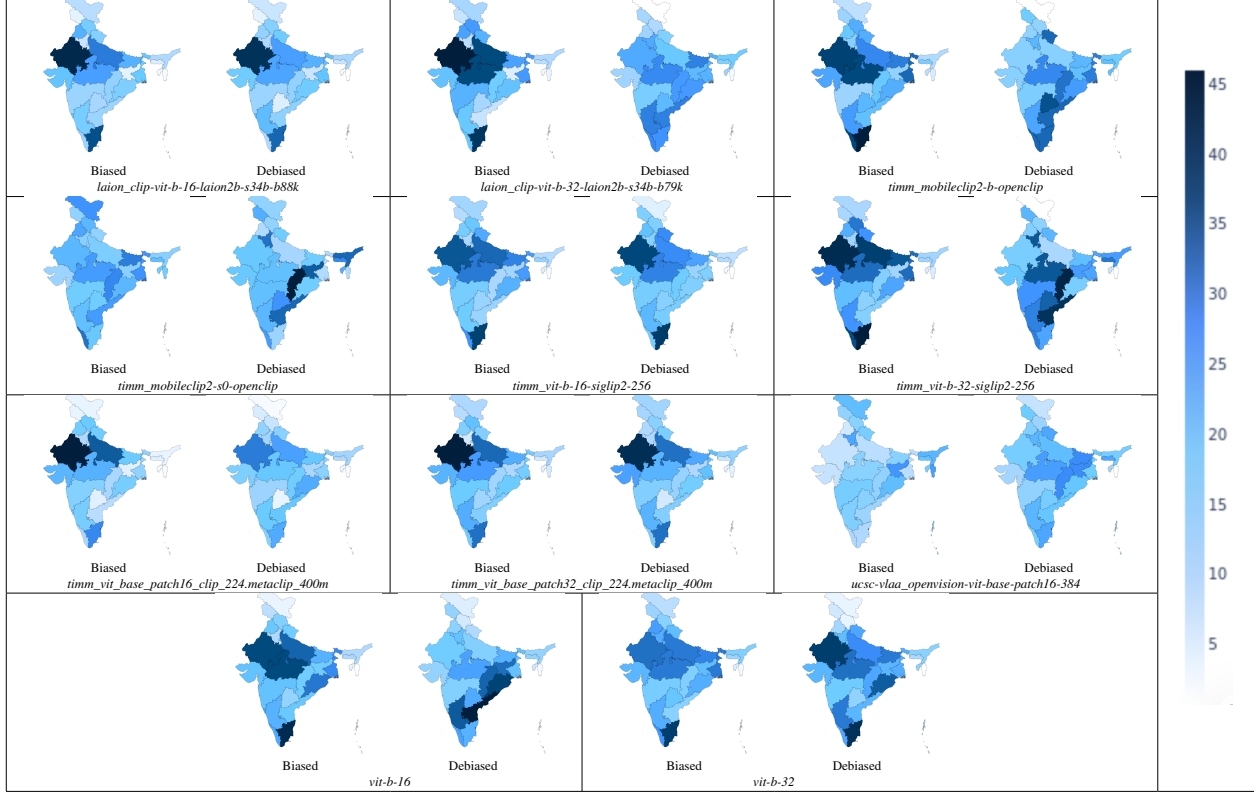 Biased Debiased
laion_clip-vit-b-16-laion2b-s34b-b88k
Biased Debiased
laion_clip-vit-b-32-laion2b-s34b-b79k
Biased Debiased
timm_mobileclip2-b-openclip
Biased Debiased
timm_mobileclip2-s0-openclip
Biased Debiased
timm_vit-b-16-siglip2-256
Biased Debiased
timm_vit-b-32-siglip2-256
Biased Debiased
timm_vit_base_patch16_clip_224.metaclip_400m
Biased Debiased
timm_vit_base_patch32_clip_224.metaclip_400m
Biased Debiased
ucsc-vlaa_openvision-vit-base-patch16-384
Biased Debiased
vit-b-16
Biased Debiased
vit-b-32
45
40
35
30
25
20
15
10
5